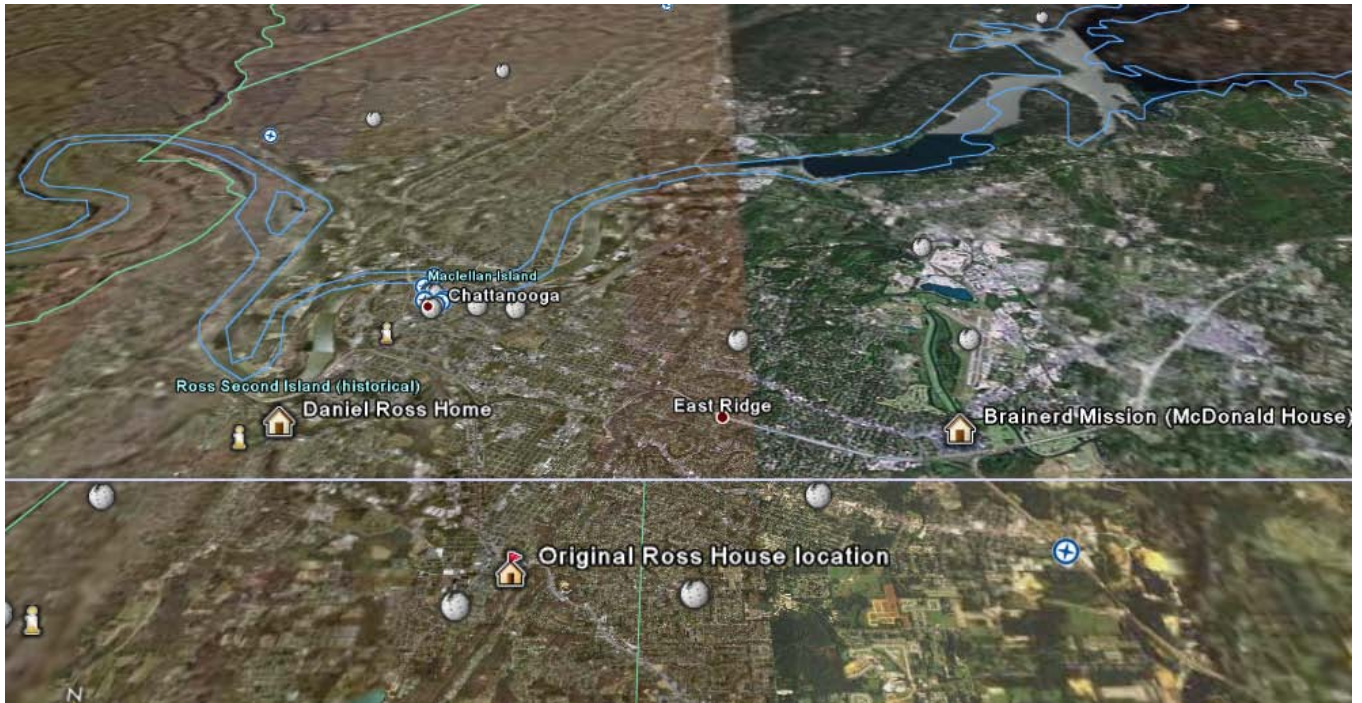 Maclellan Island
Chattanooga
Ross Second Island (historical)
Daniel Ross Home
East Ridge
Brainerd Mission (McDonald House)
Original Ross House location
N